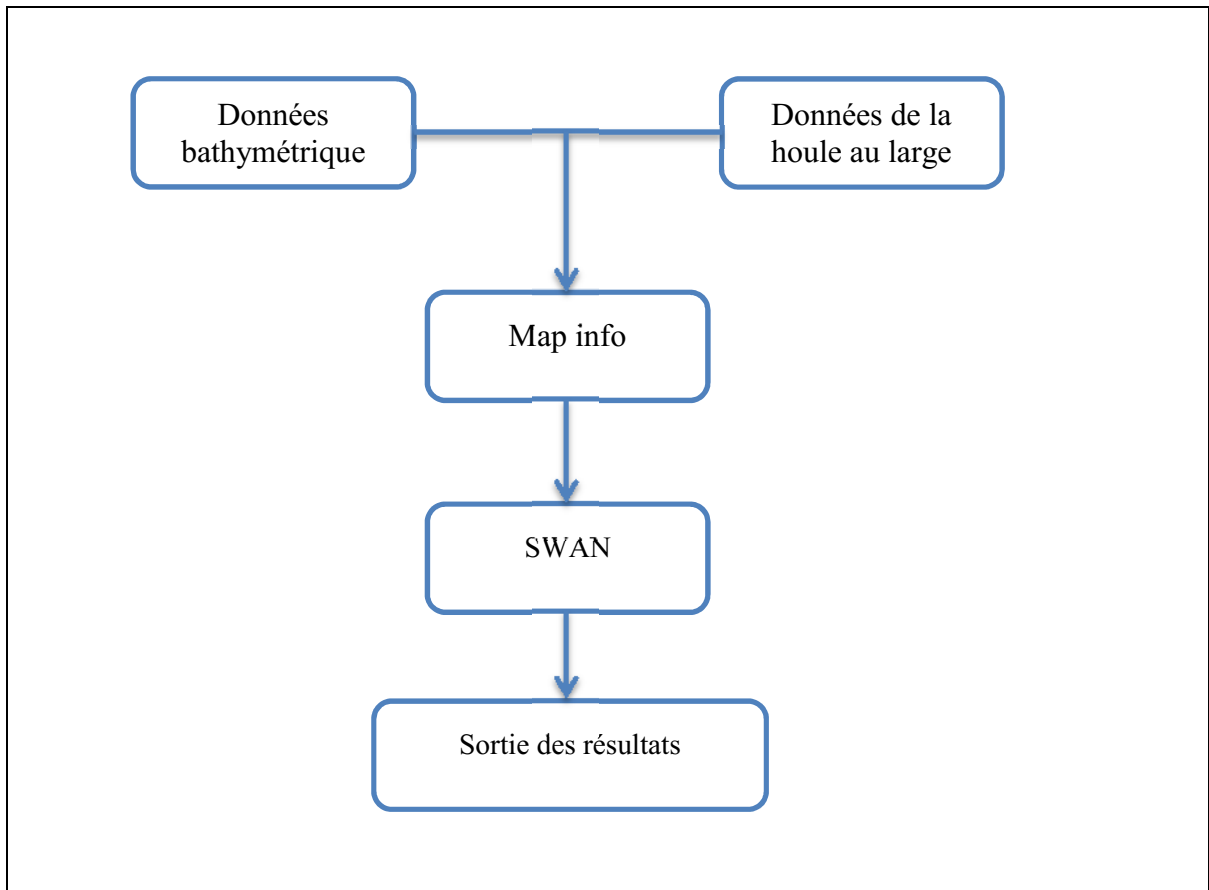 Données
bathymétrique
Données de la
houle au large
Map info
SWAN
Sortie des résultats